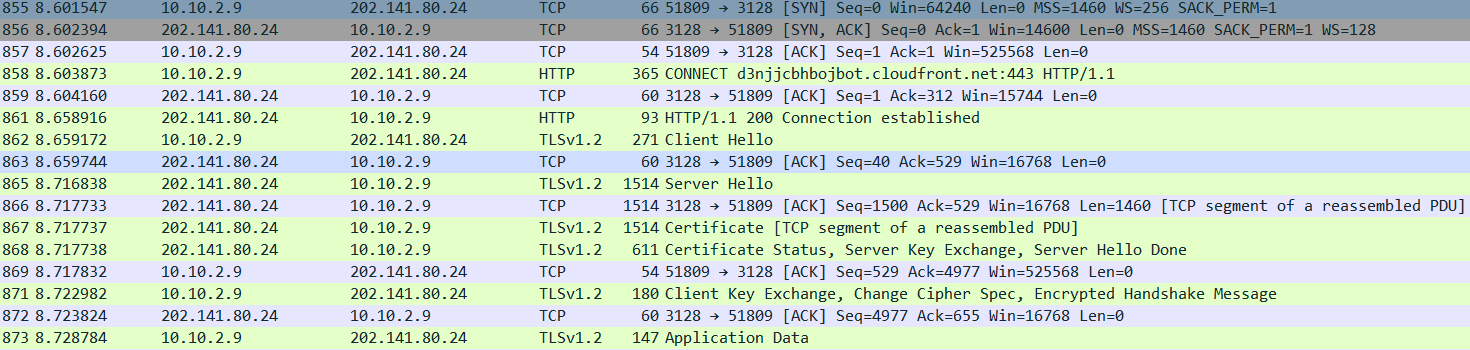 855 8.601547 10.10.2.9 202.141.80.24 TCP 66 51809 → 3128 [SYN] Seq=0 Win=64240 Len=0 MSS=1460 WS=256 SACK_PERM=1
856 8.602394 202.141.80.24 10.10.2.9 TCP 66 3128 → 51809 [SYN, ACK] Seq=0 Ack=1 Win=14600 Len=0 MSS=1460 SACK_PERM=1 WS=128
857 8.602625 10.10.2.9 202.141.80.24 TCP 54 51809 → 3128 [ACK] Seq=1 Ack=1 Win=525568 Len=0
858 8.603873 10.10.2.9 202.141.80.24 HTTP 365 CONNECT d3njjcbhbojbot.cloudfront.net:443 HTTP/1.1
859 8.604160 202.141.80.24 10.10.2.9 TCP 60 3128 → 51809 [ACK] Seq=1 Ack=312 Win=15744 Len=0
861 8.658916 202.141.80.24 10.10.2.9 HTTP 93 HTTP/1.1 200 Connection established
862 8.659172 10.10.2.9 202.141.80.24 TLSv1.2 271 Client Hello
863 8.659744 202.141.80.24 10.10.2.9 TCP 60 3128 → 51809 [ACK] Seq=40 Ack=529 Win=16768 Len=0
865 8.716838 202.141.80.24 10.10.2.9 TLSv1.2 1514 Server Hello
866 8.717733 202.141.80.24 10.10.2.9 TCP 1514 3128 → 51809 [ACK] Seq=1500 Ack=529 Win=16768 Len=1460 [TCP segment of a reassembled PDU]
867 8.717737 202.141.80.24 10.10.2.9 TLSv1.2 1514 Certificate [TCP segment of a reassembled PDU]
868 8.717738 202.141.80.24 10.10.2.9 TLSv1.2 611 Certificate Status, Server Key Exchange, Server Hello Done
869 8.717832 10.10.2.9 202.141.80.24 TCP 54 51809 → 3128 [ACK] Seq=529 Ack=4977 Win=525568 Len=0
871 8.722982 10.10.2.9 202.141.80.24 TLSv1.2 180 Client Key Exchange, Change Cipher Spec, Encrypted Handshake Message
872 8.723824 202.141.80.24 10.10.2.9 TCP 60 3128 → 51809 [ACK] Seq=4977 Ack=655 Win=16768 Len=0
873 8.728784 10.10.2.9 202.141.80.24 TLSv1.2 147 Application Data